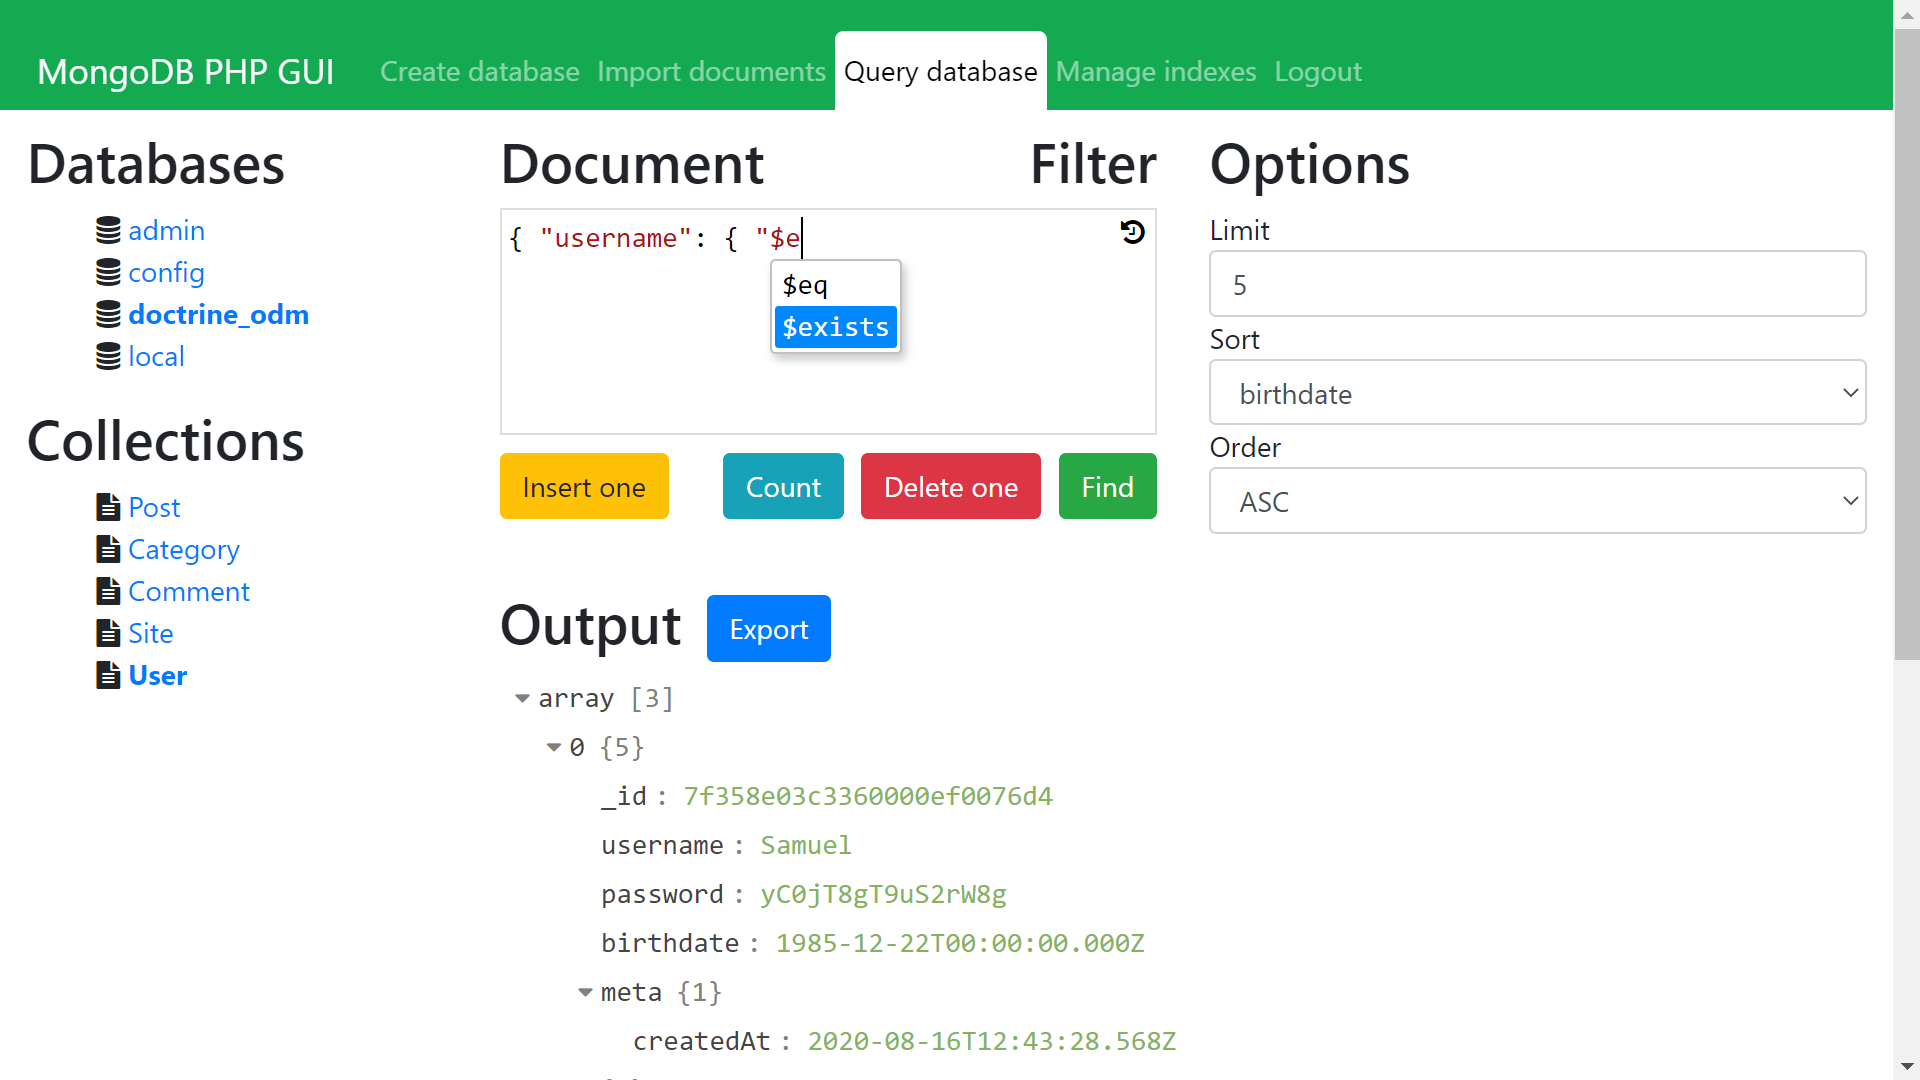 MongoDB PHP GUI Create database Import documents Query database Manage indexes Logout
Databases
admin
config
doctrine_odm
local
Collections
Post
Category
Comment
Site
User
Document Filter
{ "username": { "$e
$eq
$exists
Insert one Count Delete one Find
Options
Limit
5
Sort
birthdate
Order
ASC
Output Export
array [3]
0 {5}
_id : 7f358e03c3360000ef0076d4
username : Samuel
password : yC0jT8gT9uS2rW8g
birthdate : 1985-12-22T00:00:00.000Z
meta {1}
createdAt : 2020-08-16T12:43:28.568Z